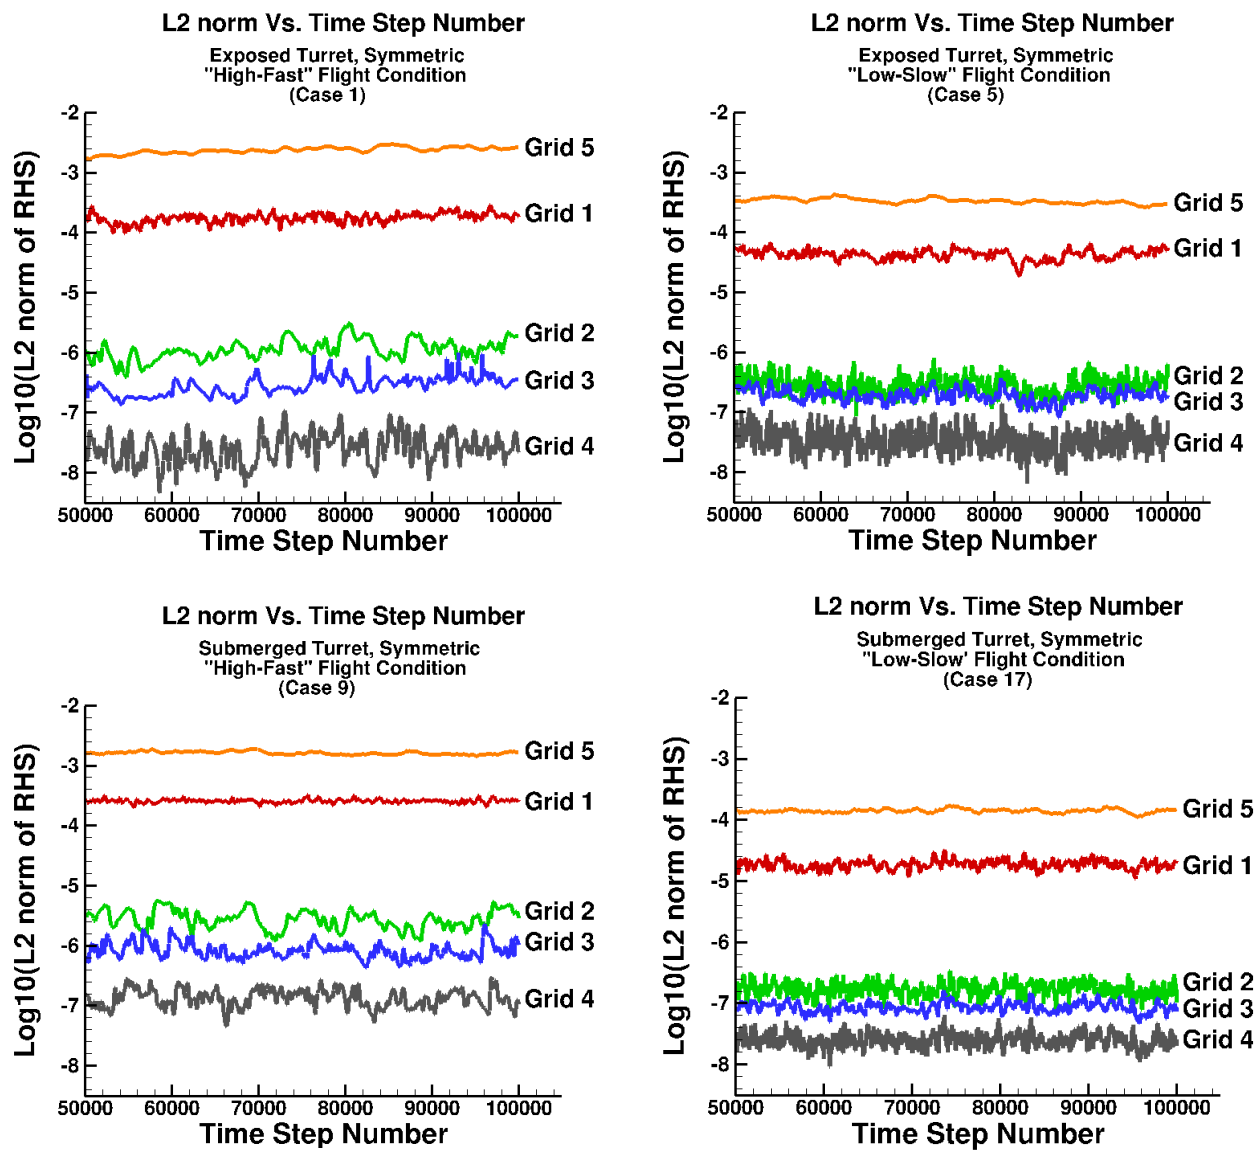 L2 norm Vs. Time Step Number
Exposed Turret, Symmetric
"High-Fast" Flight Condition
(Case 1)
Log10(L2 norm of RHS)
-2
-3
-4
-5
-6
-7
-8
Grid 5
Grid 1
Grid 2
Grid 3
Grid 4
50000 60000 70000 80000 90000 100000
Time Step Number
L2 norm Vs. Time Step Number
Exposed Turret, Symmetric
"Low-Slow" Flight Condition
(Case 5)
Log10(L2 norm of RHS)
-2
-3
-4
-5
-6
-7
-8
Grid 5
Grid 1
Grid 2
Grid 3
Grid 4
50000 60000 70000 80000 90000 100000
Time Step Number
L2 norm Vs. Time Step Number
Submerged Turret, Symmetric
"High-Fast" Flight Condition
(Case 9)
Log10(L2 norm of RHS)
-2
-3
-4
-5
-6
-7
-8
Grid 5
Grid 1
Grid 2
Grid 3
Grid 4
50000 60000 70000 80000 90000 100000
Time Step Number
L2 norm Vs. Time Step Number
Submerged Turret, Symmetric
"Low-Slow' Flight Condition
(Case 17)
Log10(L2 norm of RHS)
-2
-3
-4
-5
-6
-7
-8
Grid 5
Grid 1
Grid 2
Grid 3
Grid 4
50000 60000 70000 80000 90000 100000
Time Step Number